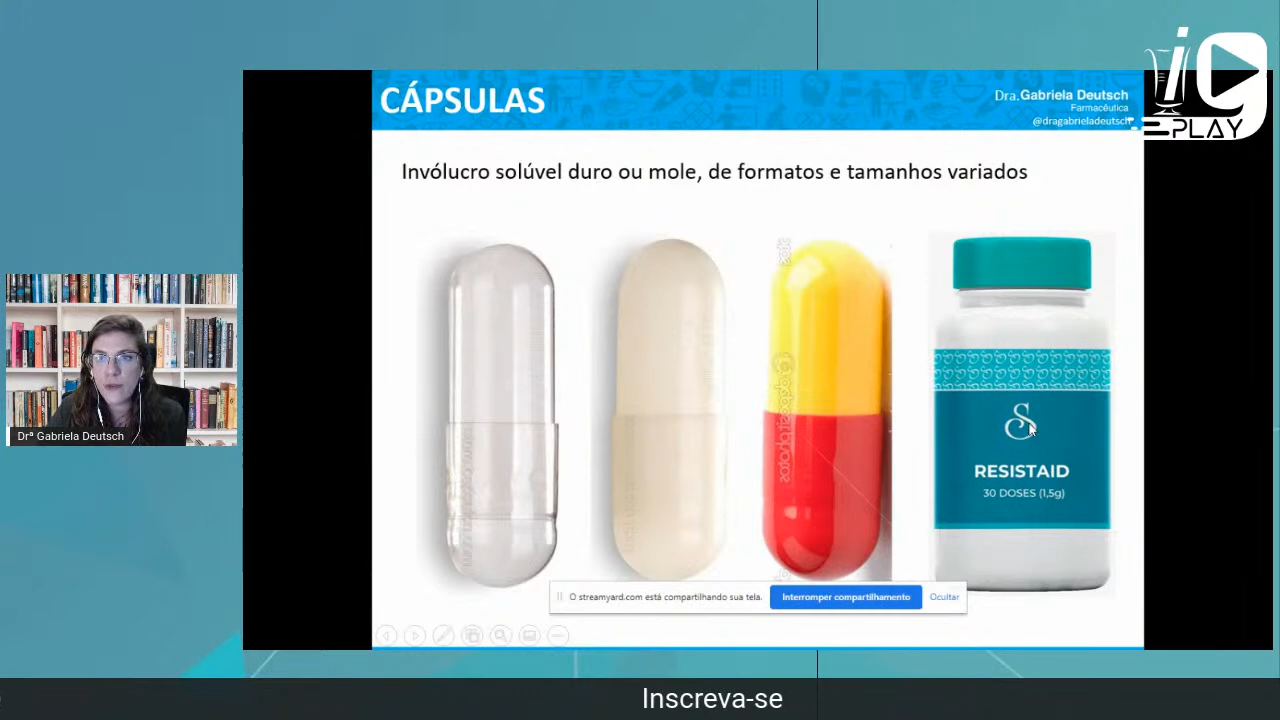 CÁPSULAS
Dra.Gabriela Deutsch
Farmacêutica
@dragabrieladeutsch
iG
PLAY
Invólucro solúvel duro ou mole, de formatos e tamanhos variados
RESISTAID
30 DOSES (1,5g)
Drª Gabriela Deutsch
O streamyard.com está compartilhando sua tela.
Interromper compartilhamento
Ocultar
Inscreva-se